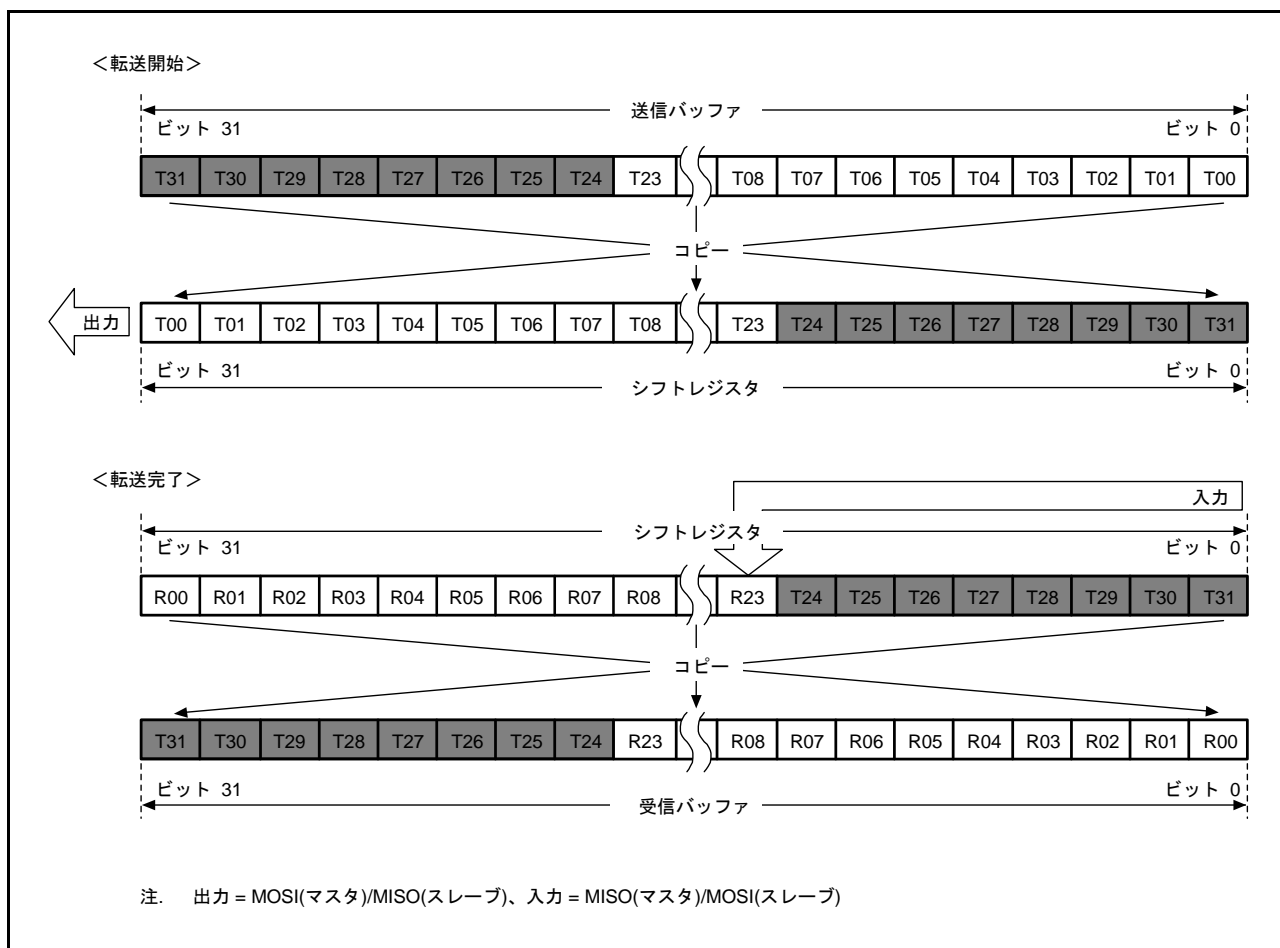 ＜転送開始＞
送信バッファ
ビット 31 ビット 0
T31 T30 T29 T28 T27 T26 T25 T24 T23 T08 T07 T06 T05 T04 T03 T02 T01 T00
コピー
出力 T00 T01 T02 T03 T04 T05 T06 T07 T08 T23 T24 T25 T26 T27 T28 T29 T30 T31
ビット 31 ビット 0
シフトレジスタ
＜転送完了＞
入力
シフトレジスタ
ビット 31 ビット 0
R00 R01 R02 R03 R04 R05 R06 R07 R08 R23 T24 T25 T26 T27 T28 T29 T30 T31
コピー
T31 T30 T29 T28 T27 T26 T25 T24 R23 R08 R07 R06 R05 R04 R03 R02 R01 R00
ビット 31 ビット 0
受信バッファ
注. 出力 = MOSI(マスタ)/MISO(スレーブ)、入力 = MISO(マスタ)/MOSI(スレーブ)